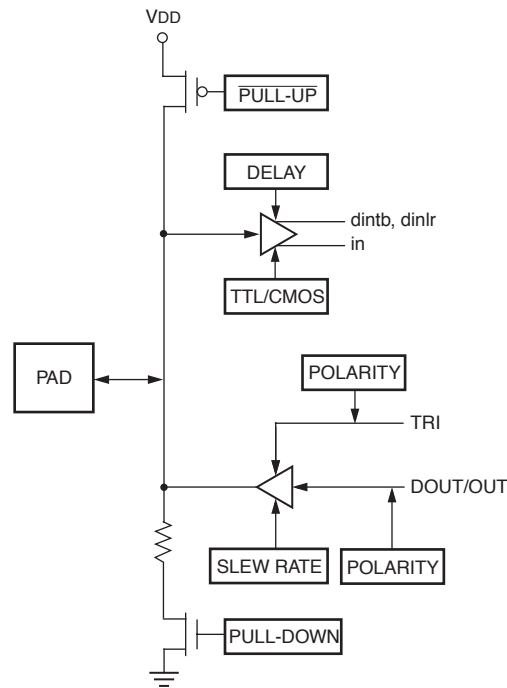 VDD
PULL-UP
DELAY
dintb, dinlr
in
TTL/CMOS
PAD
POLARITY
TRI
DOUT/OUT
SLEW RATE
POLARITY
PULL-DOWN